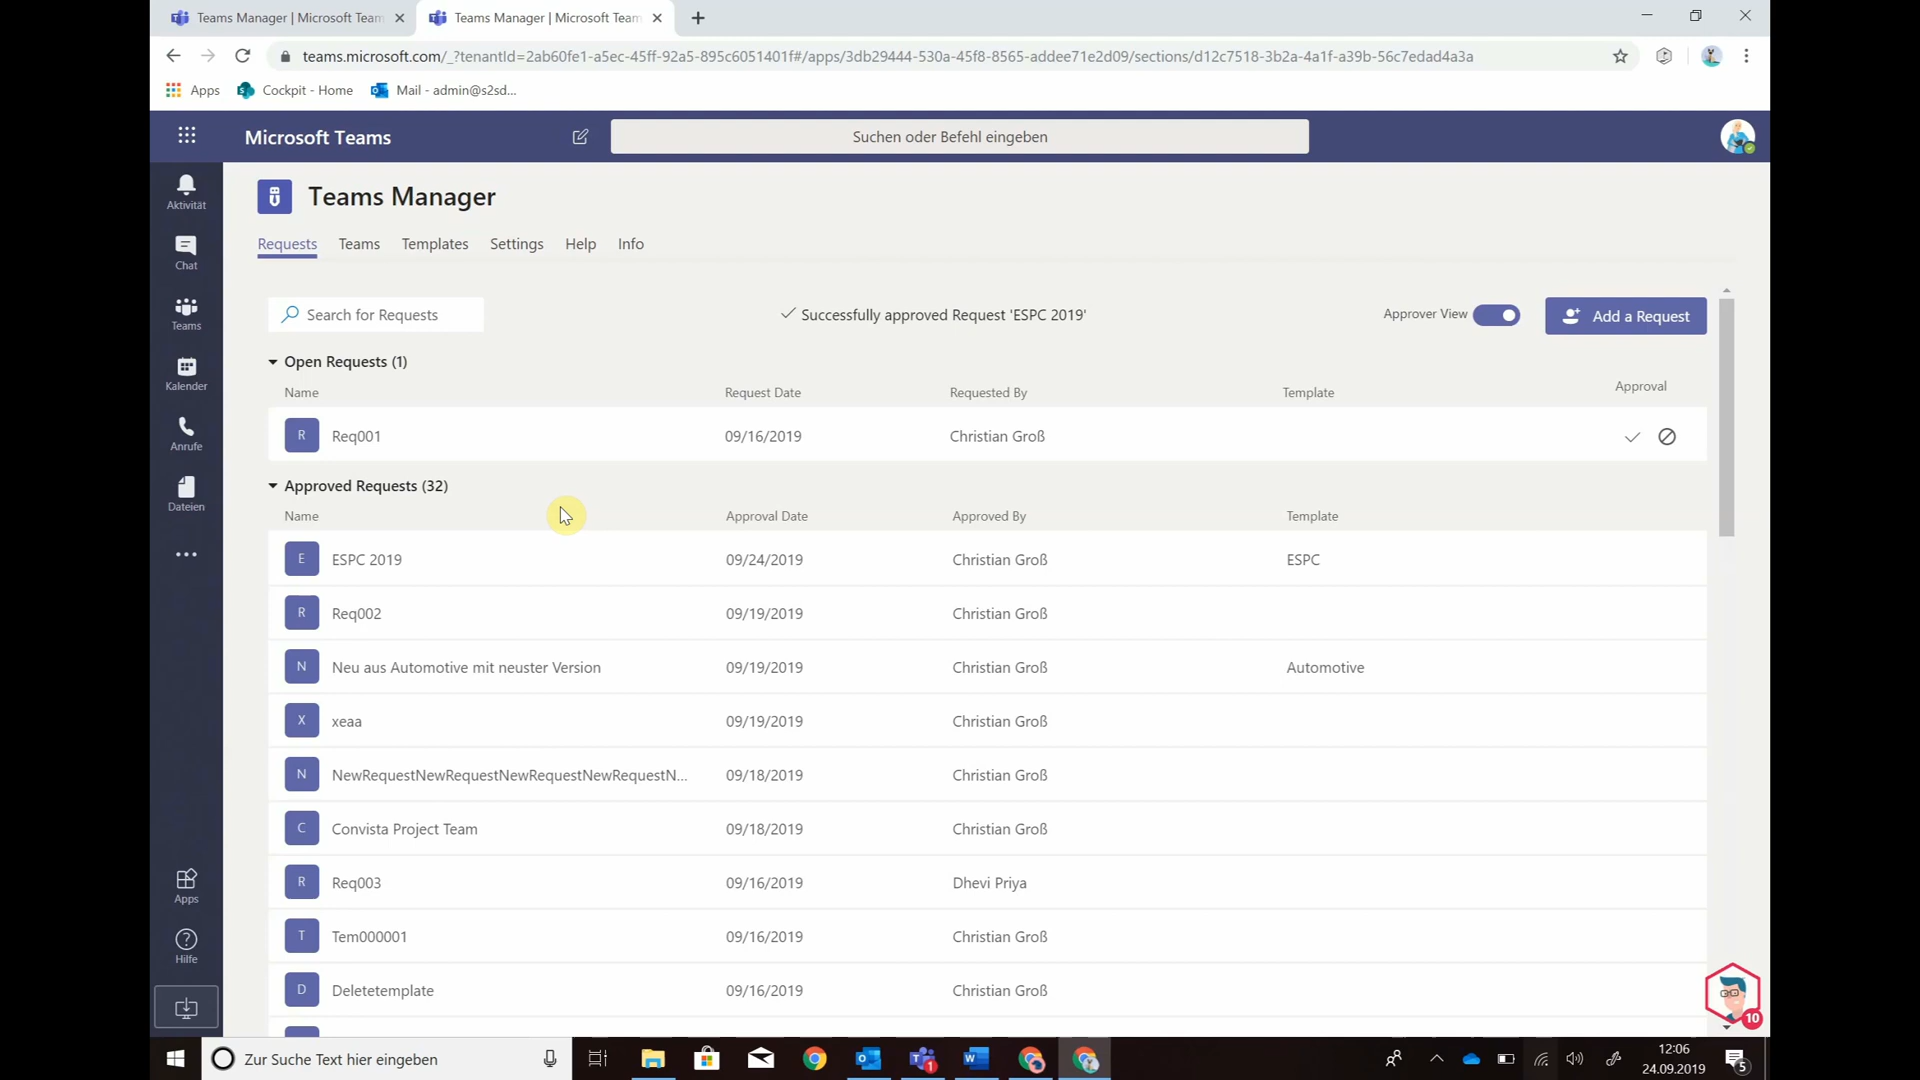 Teams Manager | Microsoft Team
Teams Manager | Microsoft Team
teams.microsoft.com/_?tenantId=2ab60fe1-a5ec-45ff-92a5-895c6051401f#/apps/3db29444-530a-45f8-8565-addee71e2d09/sections/d12c7518-3b2a-4a1f-a39b-56c7edad4a3a
Apps Cockpit - Home Mail - admin@s2sd...
Microsoft Teams Suchen oder Befehl eingeben
Aktivität
Chat
Teams
Kalender
Anrufe
Dateien
Apps
Hilfe
Teams Manager
Requests Teams Templates Settings Help Info
Search for Requests Successfully approved Request 'ESPC 2019' Approver View Add a Request
Open Requests (1)
Name Request Date Requested By Template Approval
R Req001 09/16/2019 Christian Groß
Approved Requests (32)
Name Approval Date Approved By Template
E ESPC 2019 09/24/2019 Christian Groß ESPC
R Req002 09/19/2019 Christian Groß
N Neu aus Automotive mit neuster Version 09/19/2019 Christian Groß Automotive
X xeaa 09/19/2019 Christian Groß
N NewRequestNewRequestNewRequestNewRequestN... 09/18/2019 Christian Groß
C Convista Project Team 09/18/2019 Christian Groß
R Req003 09/16/2019 Dhevi Priya
T Tem000001 09/16/2019 Christian Groß
D Deletetemplate 09/16/2019 Christian Groß
10
Zur Suche Text hier eingeben
1
12:06
24.09.2019
5